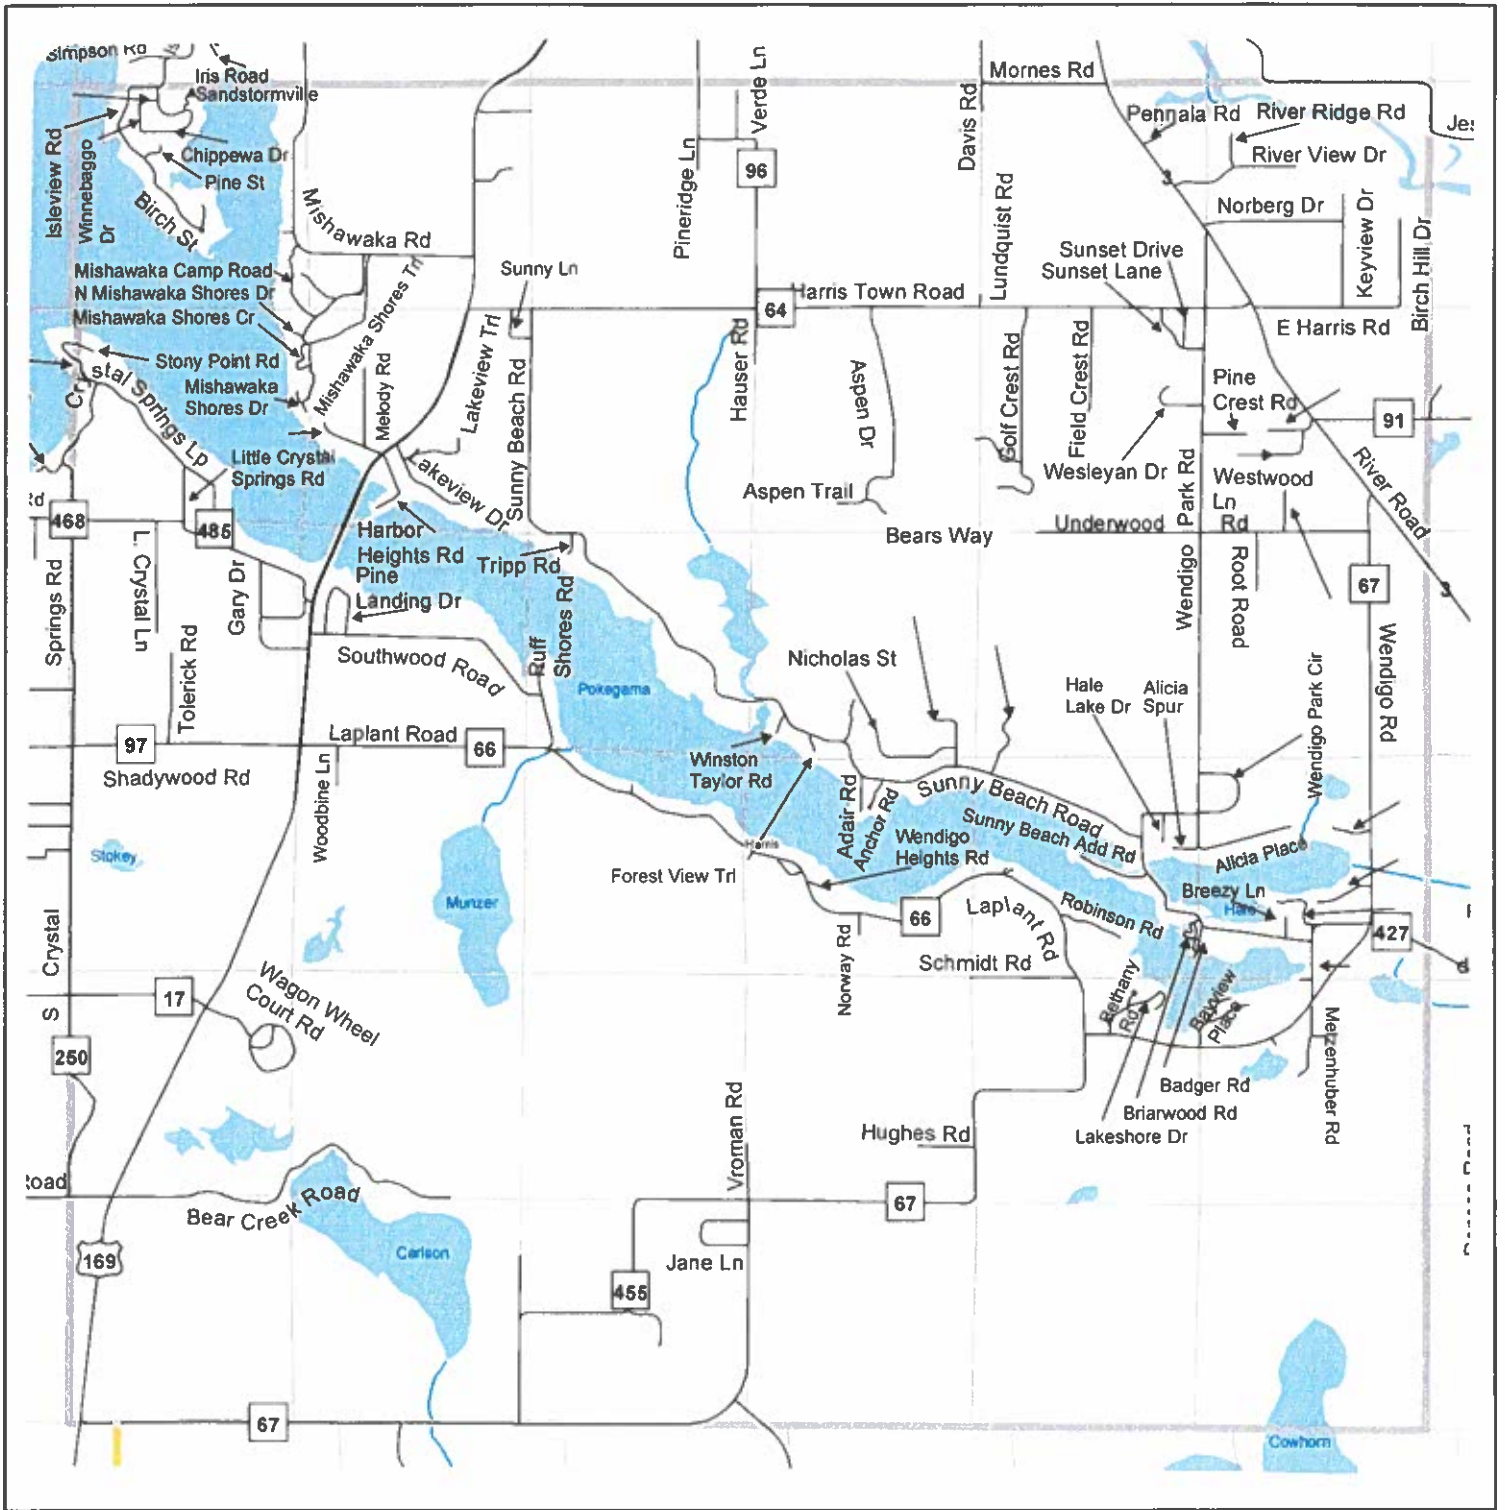 Simpson Rd
Iris Road
Sandstormville
Isleview Rd
Winnebaggo
Dr
Chippewa Dr
Pine St
Birch St
Mishawaka Rd
Mishawaka Camp Road
N Mishawaka Shores Dr
Mishawaka Shores Cr
Stony Point Rd
Mishawaka
Shores Dr
Mishawaka Shores Trl
Melody Rd
Crystal Springs Lp
Little Crystal
Springs Rd
Sunny Ln
Lakeview Trl
Sunny Beach Rd
Lakeview Dr
Harbor
Heights Rd
Pine
Landing Dr
Tripp Rd
Ruff
Shores Rd
Pineridge Ln
Verde Ln
96
64
Harris Town Road
Hauser Rd
Aspen Dr
Aspen Trail
Bears Way
Davis Rd
Mornes Rd
Lundquist Rd
Pennala Rd
River Ridge Rd
River View Dr
3
Norberg Dr
Keyview Dr
Birch Hill Dr
Jes
Sunset Drive
Sunset Lane
E Harris Rd
Golf Crest Rd
Field Crest Rd
Pine
Crest Rd
91
Wesleyan Dr
Westwood
Ln
Wendigo Park Rd
River Road
Underwood Rd
Root Road
67
3
Wendigo Rd
Rd
468
485
Springs Rd
L. Crystal Ln
Gary Dr
Tolerick Rd
Southwood Road
Pokegama
97
Laplant Road
66
Shadywood Rd
Woodbine Ln
Stokey
Munzer
Nicholas St
Winston
Taylor Rd
Harris
Forest View Trl
Adair Rd
Anchor Rd
Sunny Beach Road
Sunny Beach Add Rd
Wendigo
Heights Rd
Hale
Lake Dr
Alicia
Spur
Wendigo Park Cir
Alicia Place
Breezy Ln
Hale
427
66
Laplant Rd
Robinson Rd
Norway Rd
Schmidt Rd
Bethany
Rd
Bayview
Place
Metzenhuber Rd
Badger Rd
Briarwood Rd
Lakeshore Dr
S Crystal
17
Wagon Wheel
Court Rd
250
Road
Bear Creek Road
169
Carlson
Vroman Rd
Hughes Rd
67
Jane Ln
455
67
Cowhorn